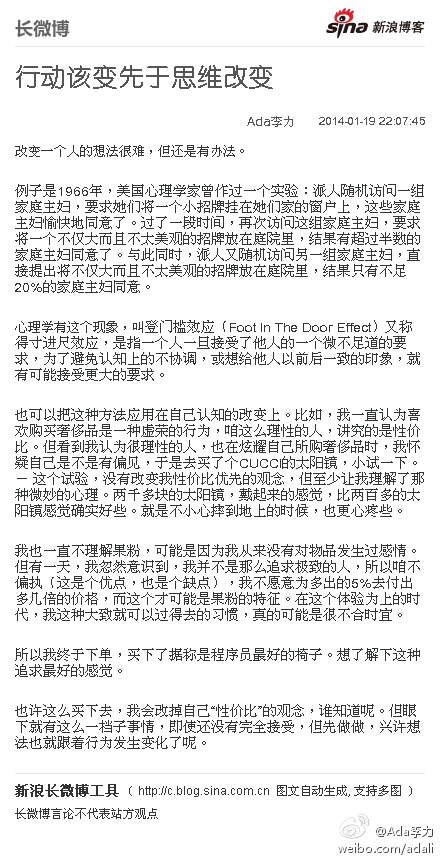 长微博
sina 新浪博客
行动该变先于思维改变
Ada李力 2014-01-19 22:07:45
改变一个人的想法很难，但还是有办法。
例子是1966年，美国心理学家曾作过一个实验：派人随机访问一组
家庭主妇，要求她们将一个小招牌挂在她们家的窗户上，这些家庭
主妇愉快地同意了。过了一段时间，再次访问这组家庭主妇，要求
将一个不仅大而且不太美观的招牌放在庭院里，结果有超过半数的
家庭主妇同意了。与此同时，派人又随机访问另一组家庭主妇，直
接提出将不仅大而且不太美观的招牌放在庭院里，结果只有不足
20%的家庭主妇同意。
心理学有这个现象，叫登门槛效应（Foot In The Door Effect）又称
得寸进尺效应，是指一个人一旦接受了他人的一个微不足道的要
求，为了避免认知上的不协调，或想给他人以前后一致的印象，就
有可能接受更大的要求。
也可以把这种方法应用在自己认知的改变上。比如，我一直认为喜
欢购买奢侈品是一种虚荣的行为，咱这么理性的人，讲究的是性价
比。但看到我认为很理性的人，也在炫耀自己所购奢侈品时，我怀
疑自己是不是有偏见，于是去买了个CUCCI的太阳镜，小试一下。
－ 这个试验，没有改变我性价比优先的观念，但至少让我理解了那
种微妙的心理。两千多块的太阳镜，戴起来的感觉，比两百多的太
阳镜感觉确实好些。就是不小心摔到地上的时候，也更心疼些。
我也一直不理解果粉，可能是因为我从来没有对物品发生过感情。
但有一天，我忽然意识到，我并不是那么追求极致的人，所以咱不
偏执（这是个优点，也是个缺点），我不愿意为多出的5%去付出
多几倍的价格，而这个才可能是果粉的特征。在这个体验为上的时
代，我这种大致就可以过得去的习惯，真的可能是很不合时宜。
所以我终于下单，买下了据称是程序员最好的椅子。想了解下这种
追求最好的感觉。
也许这么买下去，我会改掉自己“性价比”的观念，谁知道呢。但眼
下就有这么一档子事情，即使还没有完全接受，但先做做，兴许想
法也就跟着行为发生变化了呢。
新浪长微博工具 （ http://c.blog.sina.com.cn 图文自动生成, 支持多图 ）
长微博言论不代表站方观点
@Ada李力
weibo.com/adali